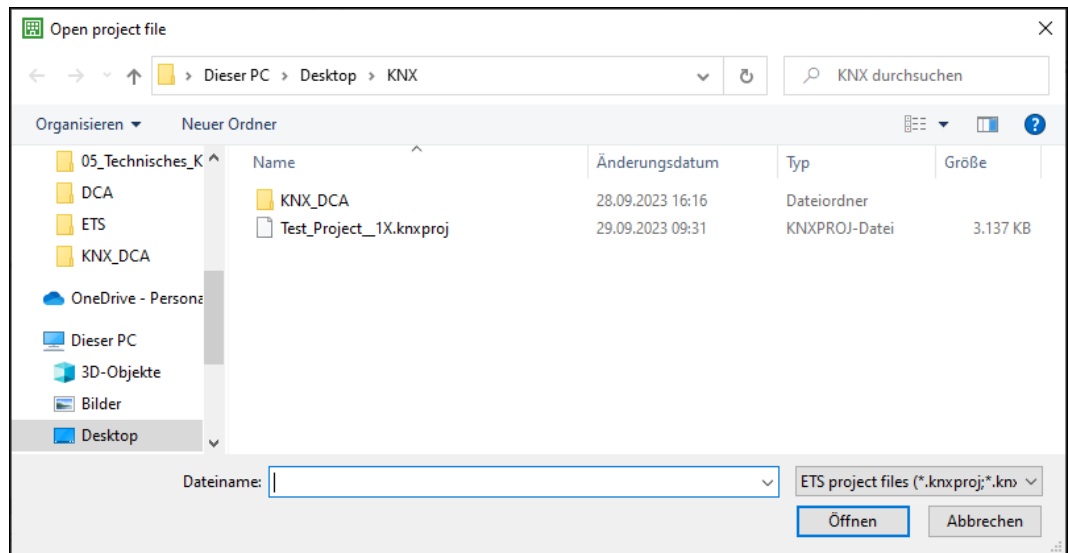 Open project file
Dieser PC > Desktop > KNX
KNX durchsuchen
Organisieren
Neuer Ordner
05_Technisches_K
DCA
ETS
KNX_DCA
OneDrive - Persona
Dieser PC
3D-Objekte
Bilder
Desktop
Name Änderungsdatum Typ Größe
KNX_DCA 28.09.2023 16:16 Dateiordner
Test_Project__1X.knxproj 29.09.2023 09:31 KNXPROJ-Datei 3.137 KB
Dateiname:
ETS project files (*.knxproj;*.knx
Öffnen
Abbrechen